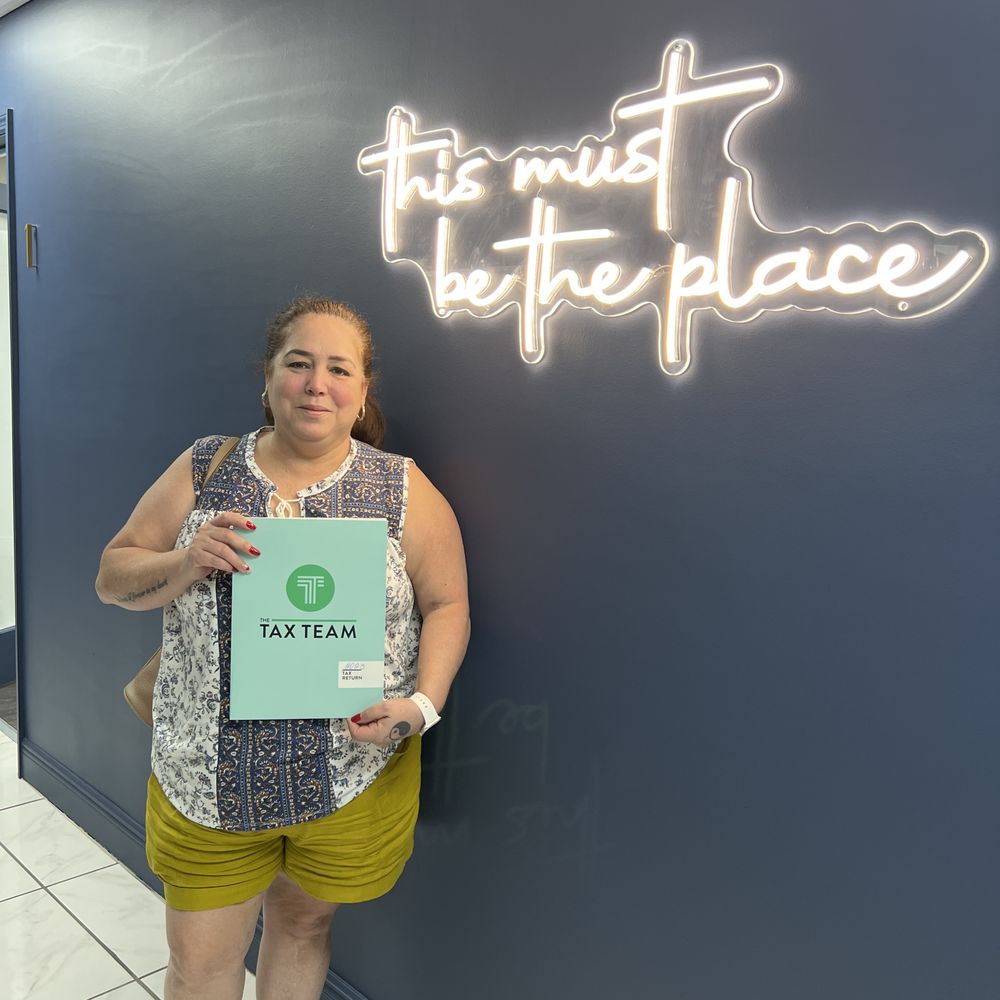 this must
be the place
THE
TAX TEAM
TAX
RETURN